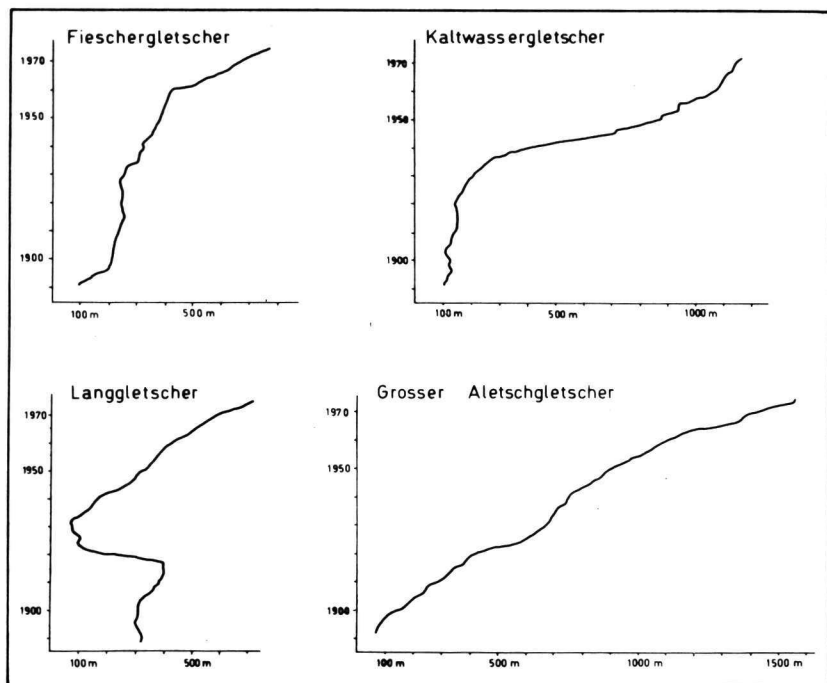 Fieschergletscher
1970
1950
1900
100 m 500 m
Kaltwassergletscher
1970
1950
1900
100 m 500 m 1000 m
Langgletscher
1970
1950
1900
100 m 500 m
Grosser Aletschgletscher
1970
1950
1900
100 m 500 m 1000 m 1500 m